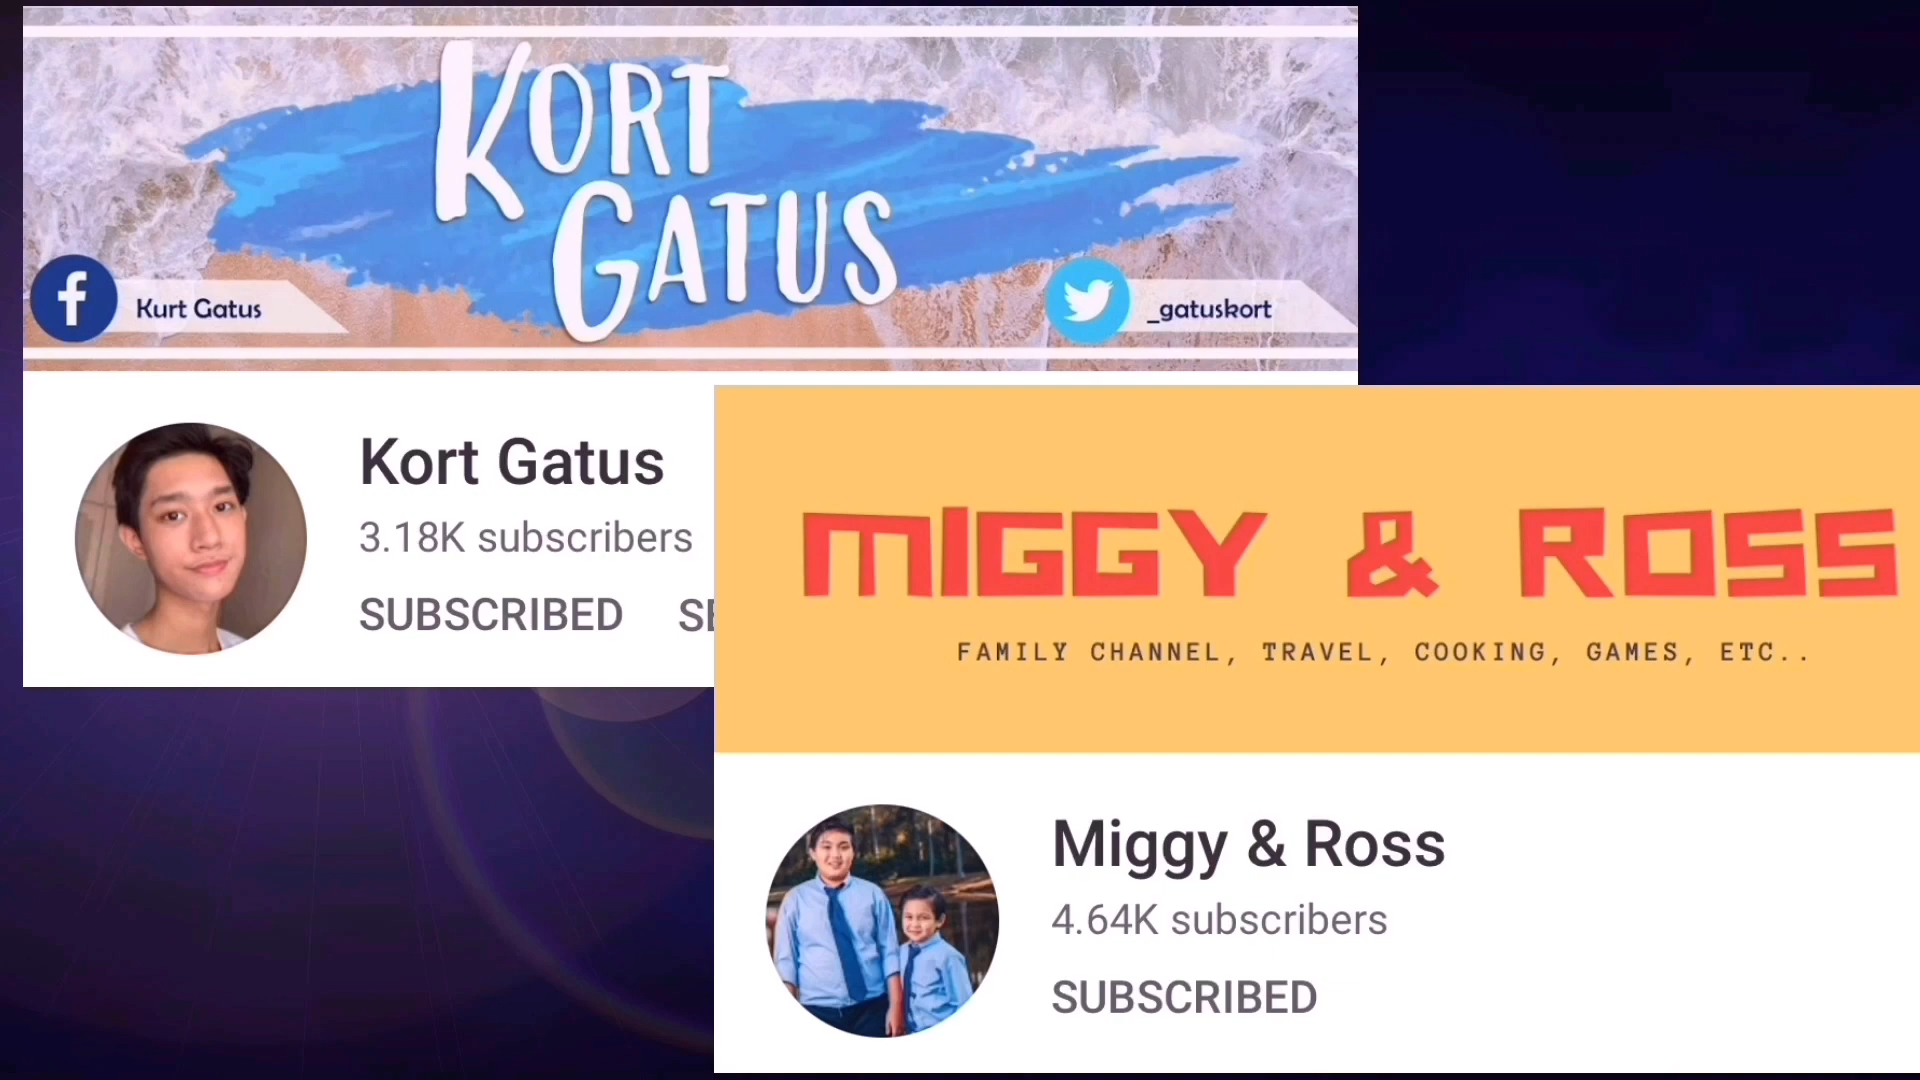 KORT
GATUS
Kurt Gatus
_gatuskort
Kort Gatus
3.18K subscribers
SUBSCRIBED SE
MIGGY & ROSS
FAMILY CHANNEL, TRAVEL, COOKING, GAMES, ETC..
Miggy & Ross
4.64K subscribers
SUBSCRIBED